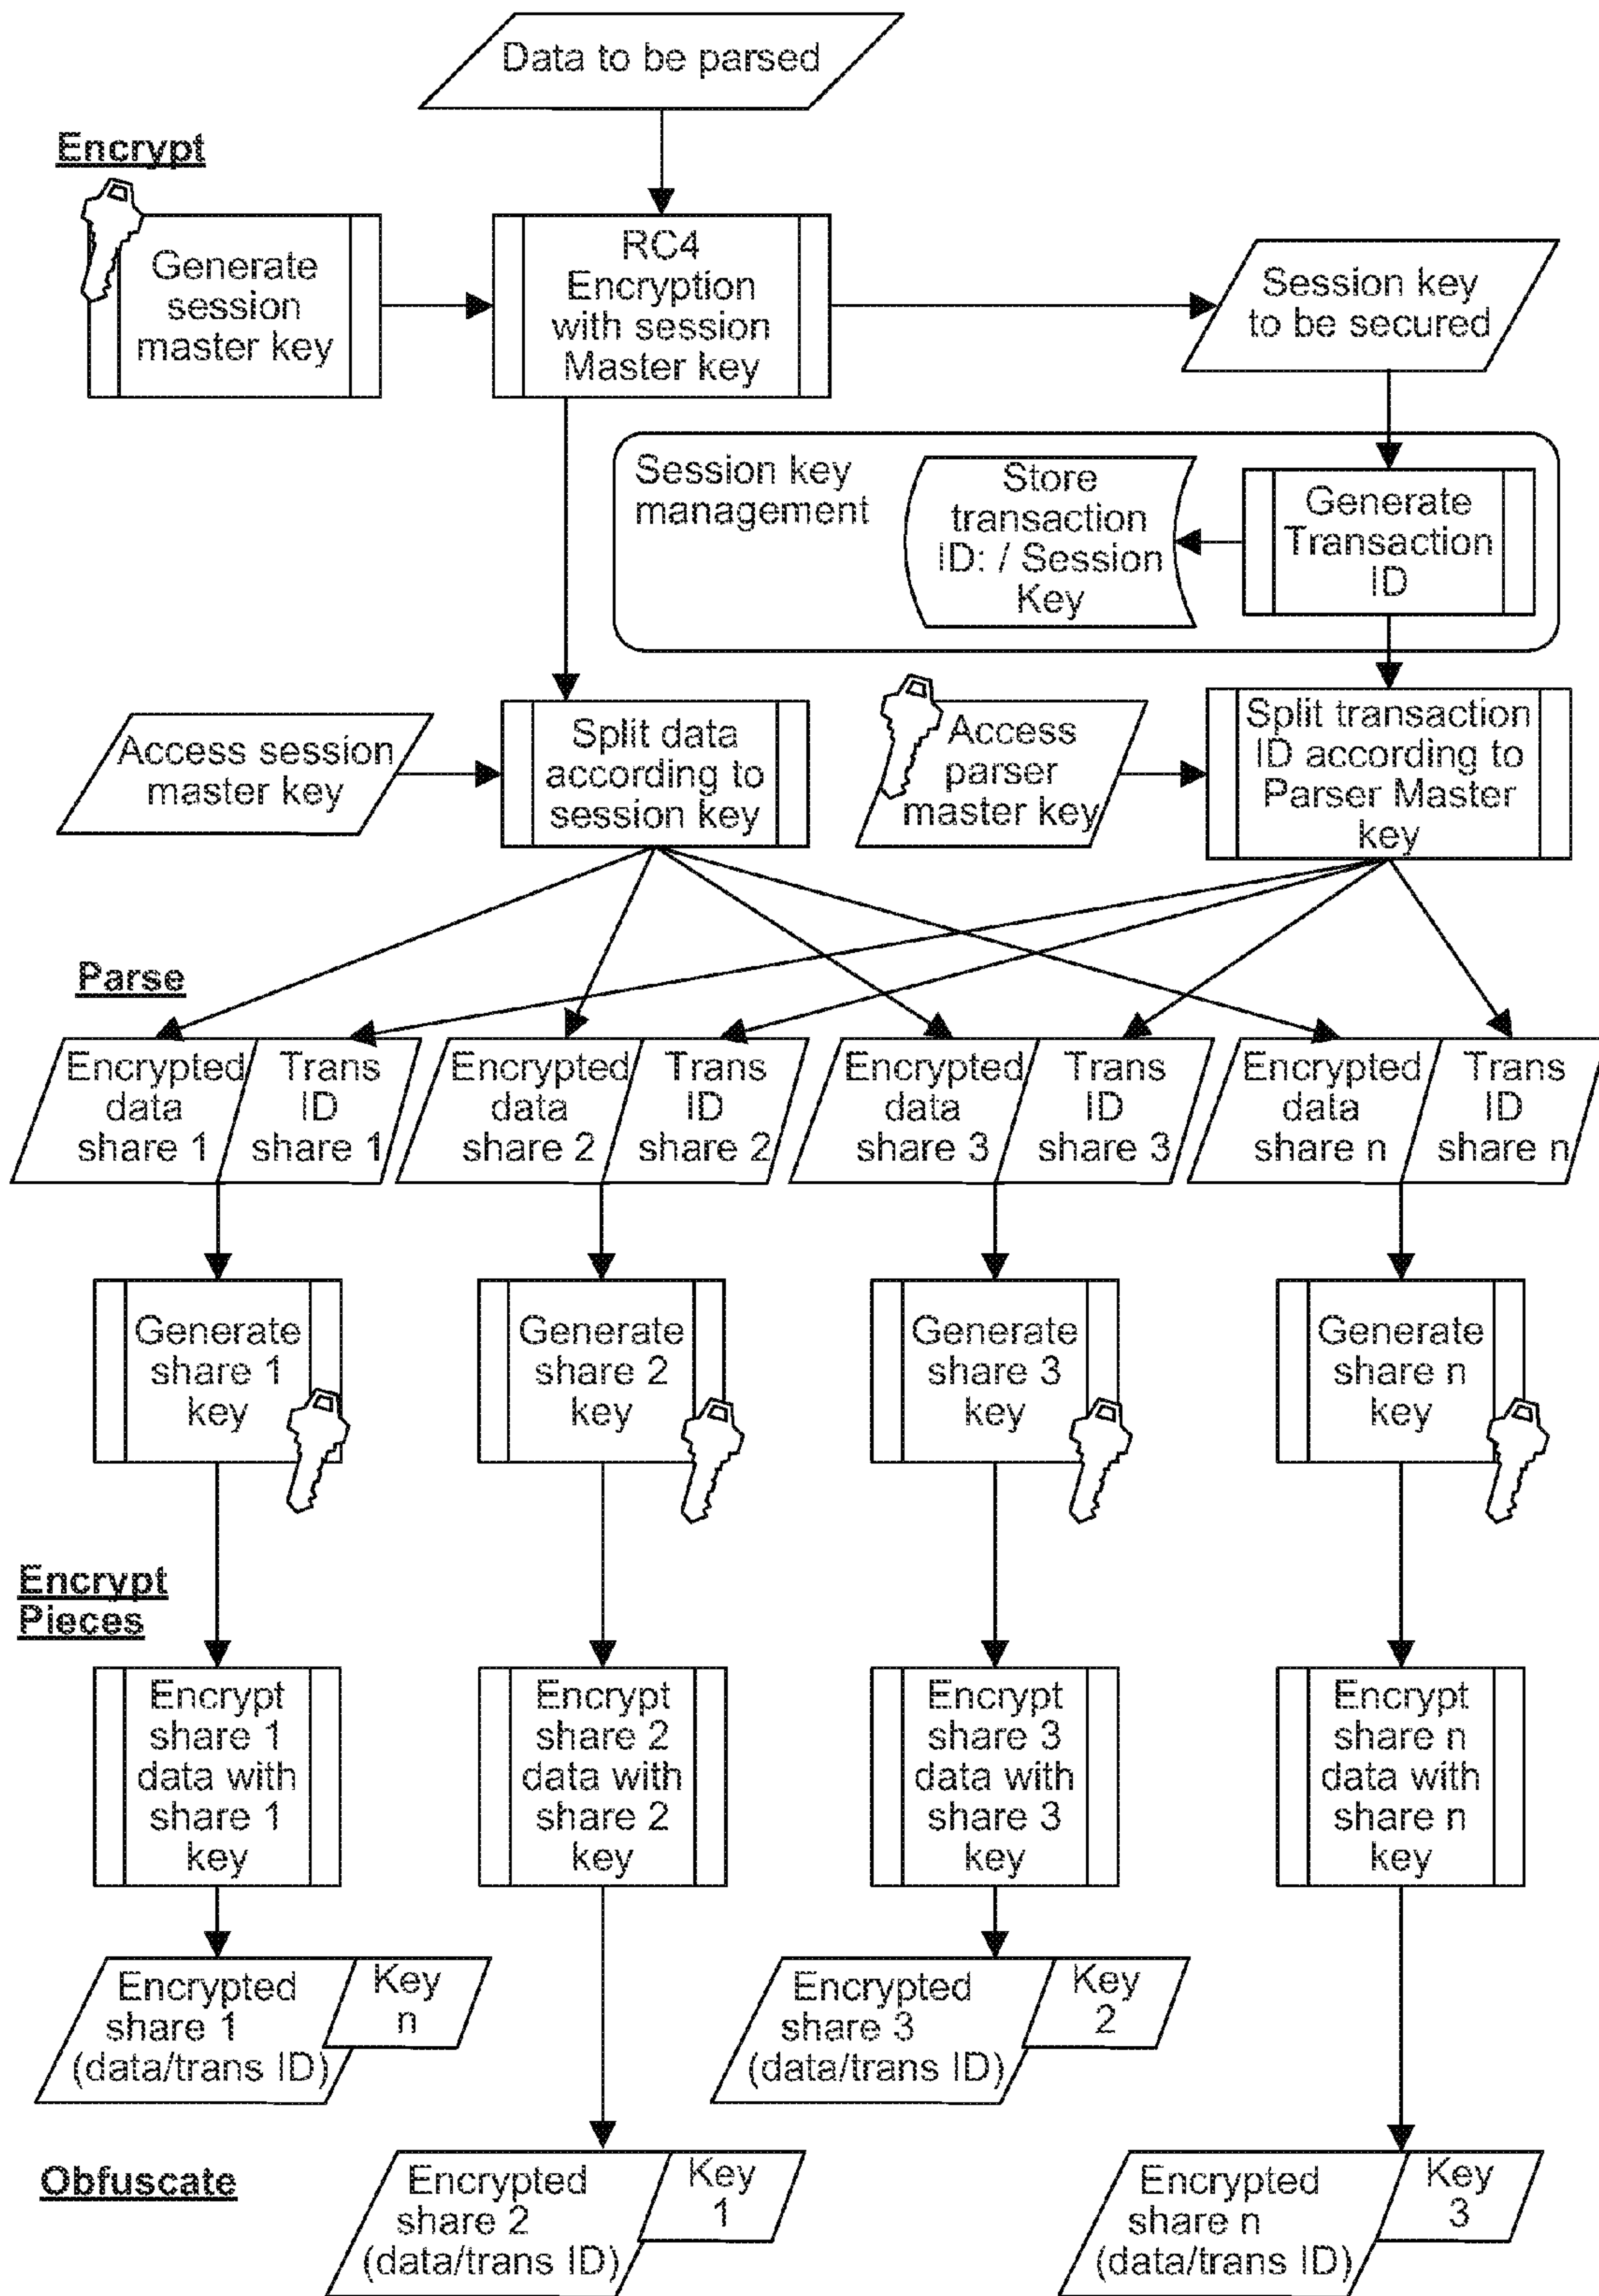 Data to be parsed
Encrypt
Generate
session
master key
RC4
Encryption
with session
Master key
Session key
to be secured
Session key
management
Store
transaction
ID: / Session
Key
Generate
Transaction
ID
Access session
master key
Split data
according to
session key
Access
parser
master key
Split transaction
ID according to
Parser Master
key
Parse
Encrypted
data
share 1
Trans
ID
share 1
Encrypted
data
share 2
Trans
ID
share 2
Encrypted
data
share 3
Trans
ID
share 3
Encrypted
data
share n
Trans
ID
share n
Generate
share 1
key
Generate
share 2
key
Generate
share 3
key
Generate
share n
key
Encrypt
Pieces
Encrypt
share 1
data with
share 1
key
Encrypt
share 2
data with
share 2
key
Encrypt
share 3
data with
share 3
key
Encrypt
share n
data with
share n
key
Encrypted
share 1
(data/trans ID)
Key
n
Encrypted
share 3
(data/trans ID)
Key
2
Obfuscate
Encrypted
share 2
(data/trans ID)
Key
1
Encrypted
share n
(data/trans ID)
Key
3